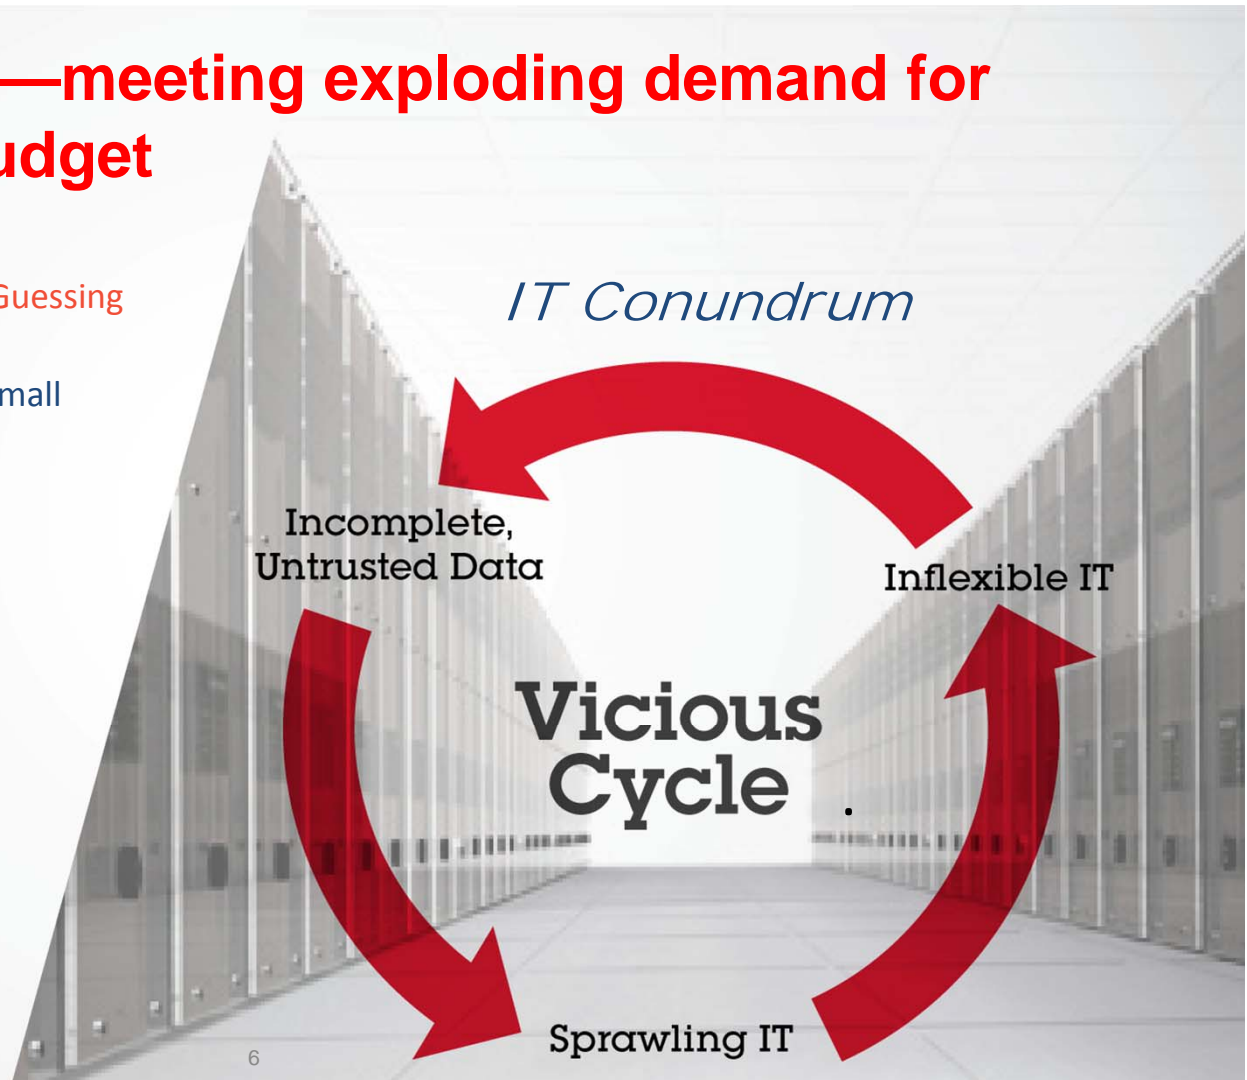 —meeting exploding demand for
udget
Guessing
mall
IT Conundrum
Incomplete,
Untrusted Data
Inflexible IT
Vicious
Cycle
.
Sprawling IT
6